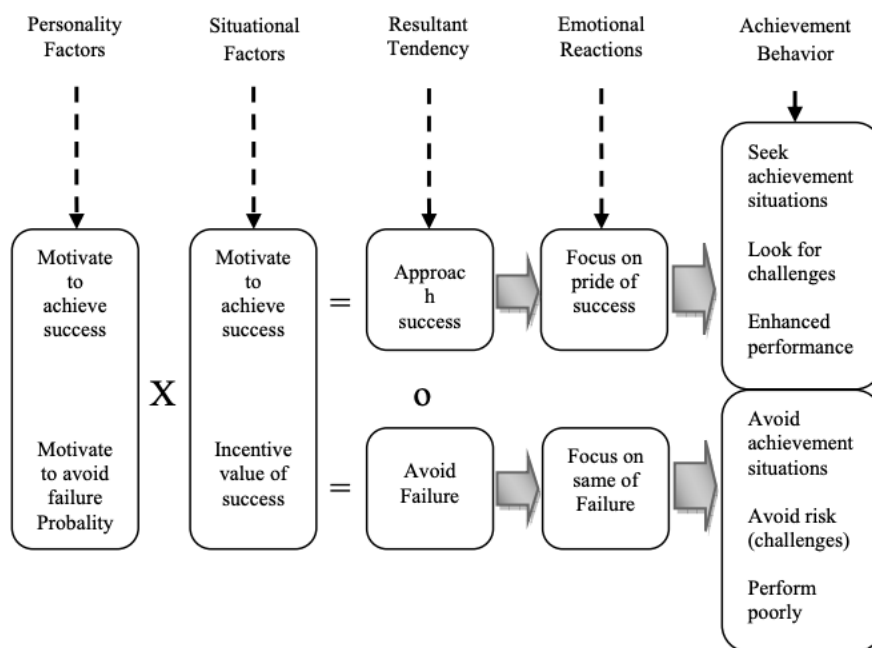 Personality
Factors
Situational
Factors
Resultant
Tendency
Emotional
Reactions
Achievement
Behavior
Motivate
to
achieve
success
Motivate
to avoid
failure
Probality
X
Motivate
to
achieve
success
Incentive
value of
success
=
Approac
h
success
o
=
Avoid
Failure
Focus on
pride of
success
Focus on
same of
Failure
Seek
achievement
situations
Look for
challenges
Enhanced
performance
Avoid
achievement
situations
Avoid risk
(challenges)
Perform
poorly